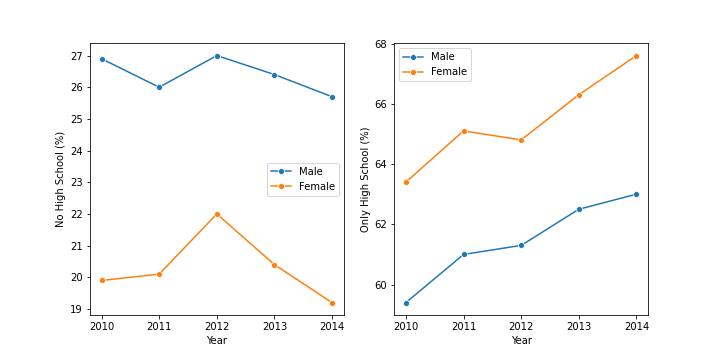 27
26
25
24
23
22
21
20
19
No High School (%)
2010 2011 2012 2013 2014
Year
Male
Female
68
66
64
62
60
Only High School (%)
2010 2011 2012 2013 2014
Year
Male
Female